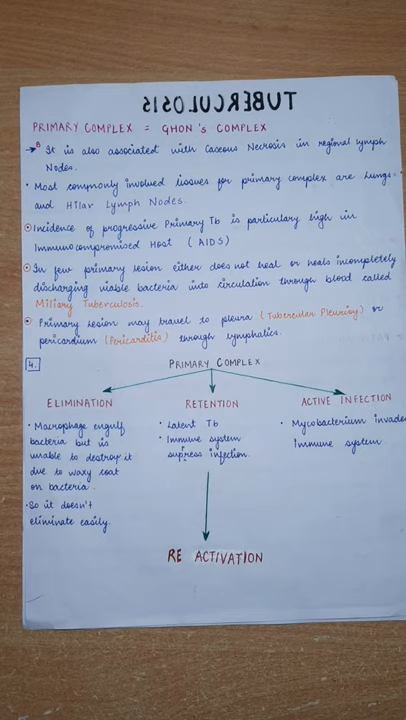 TUBERCULOSIS
PRIMARY COMPLEX = GHON's COMPLEX
It is also associated with Caseous Necrosis in regional lymph
Nodes.
• Most commonly involved tissues for primary complex are Lungs
and Hilar Lymph Nodes.
Incidence of progressive Primary Tb is particulary high in
Immunocompromised Host (AIDS)
In few primary lesion either does not heal or heals incompletely
discharging viable bacteria into circulation through blood called
Miliary Tuberculosis.
Primary lesion may travel to pleura (Tubercular Pleurisy) or
pericardium (Pericarditis) through lymphatics.
4. PRIMARY COMPLEX
ELIMINATION
• Macrophage engulf
bacteria but is
unable to destroy it
due to waxy coat
on bacteria.
• So it doesn't
eliminate easily.
RETENTION
• Latent Tb
• Immune system
supress infection.
RE ACTIVATION
ACTIVE INFECTION
• Mycobacterium invade
Immune system.